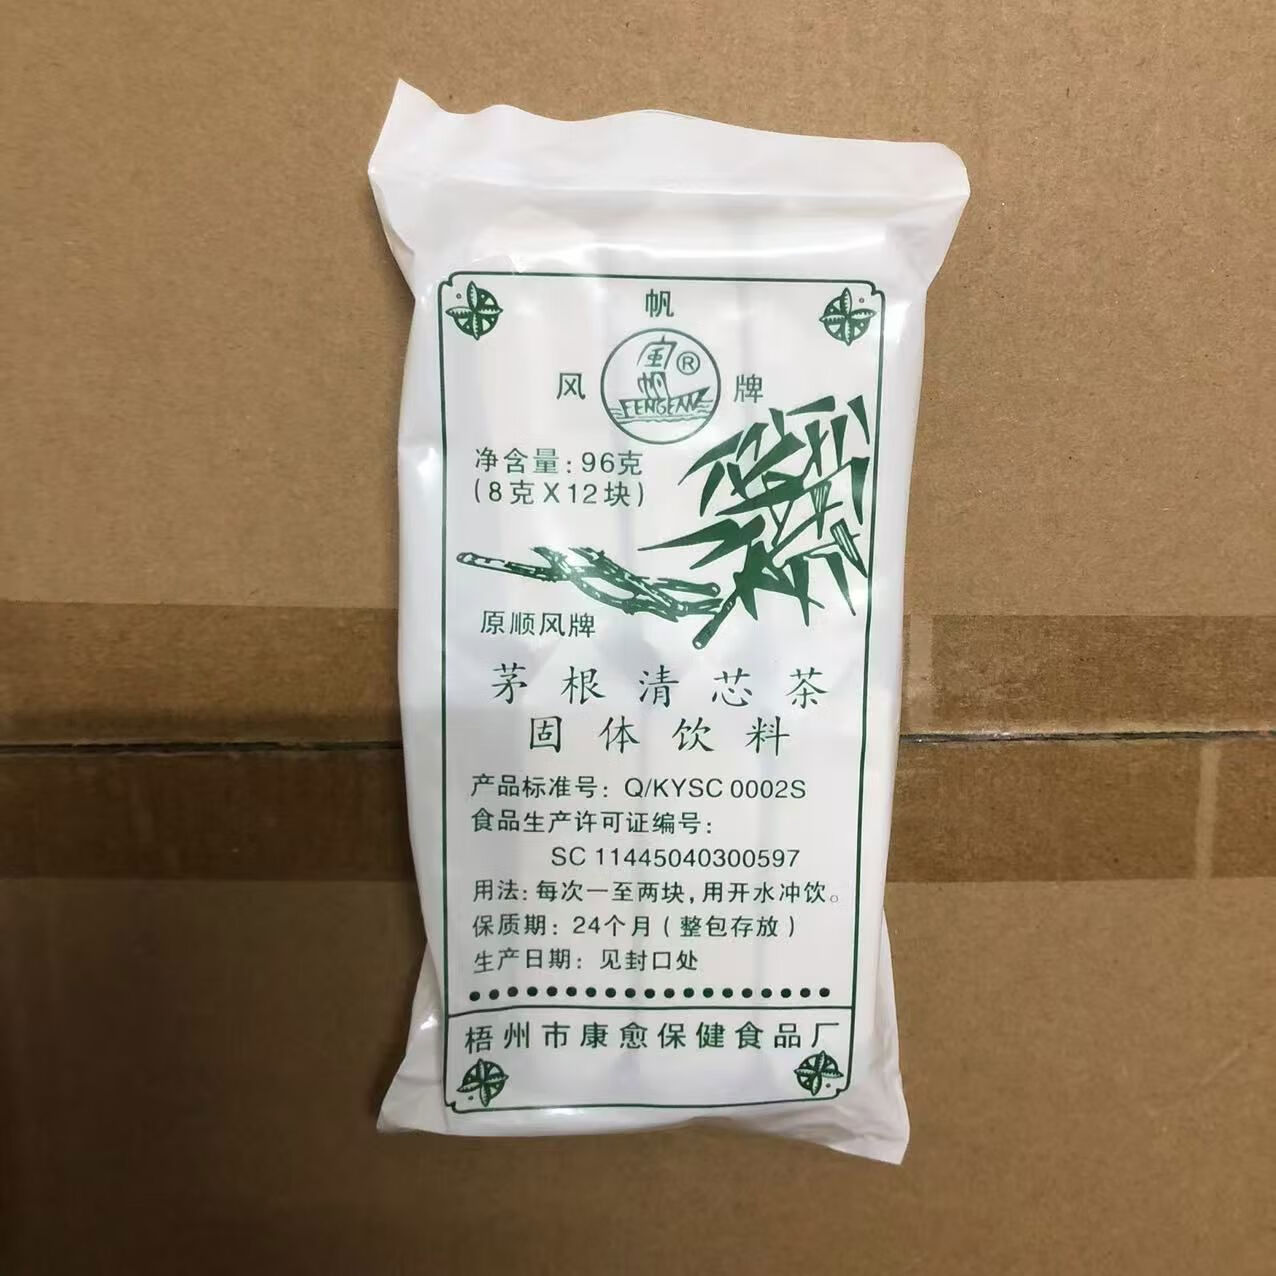 帆
宝帆®
FENGFAN
风 牌
净含量：96克
（8克X12块）
原顺风牌
茅根清芯茶
固体饮料
产品标准号：Q/KYSC 0002S
食品生产许可证编号：
SC 11445040300597
用法：每次一至两块，用开水冲饮。
保质期：24个月（整包存放）
生产日期：见封口处
梧州市康愈保健食品厂